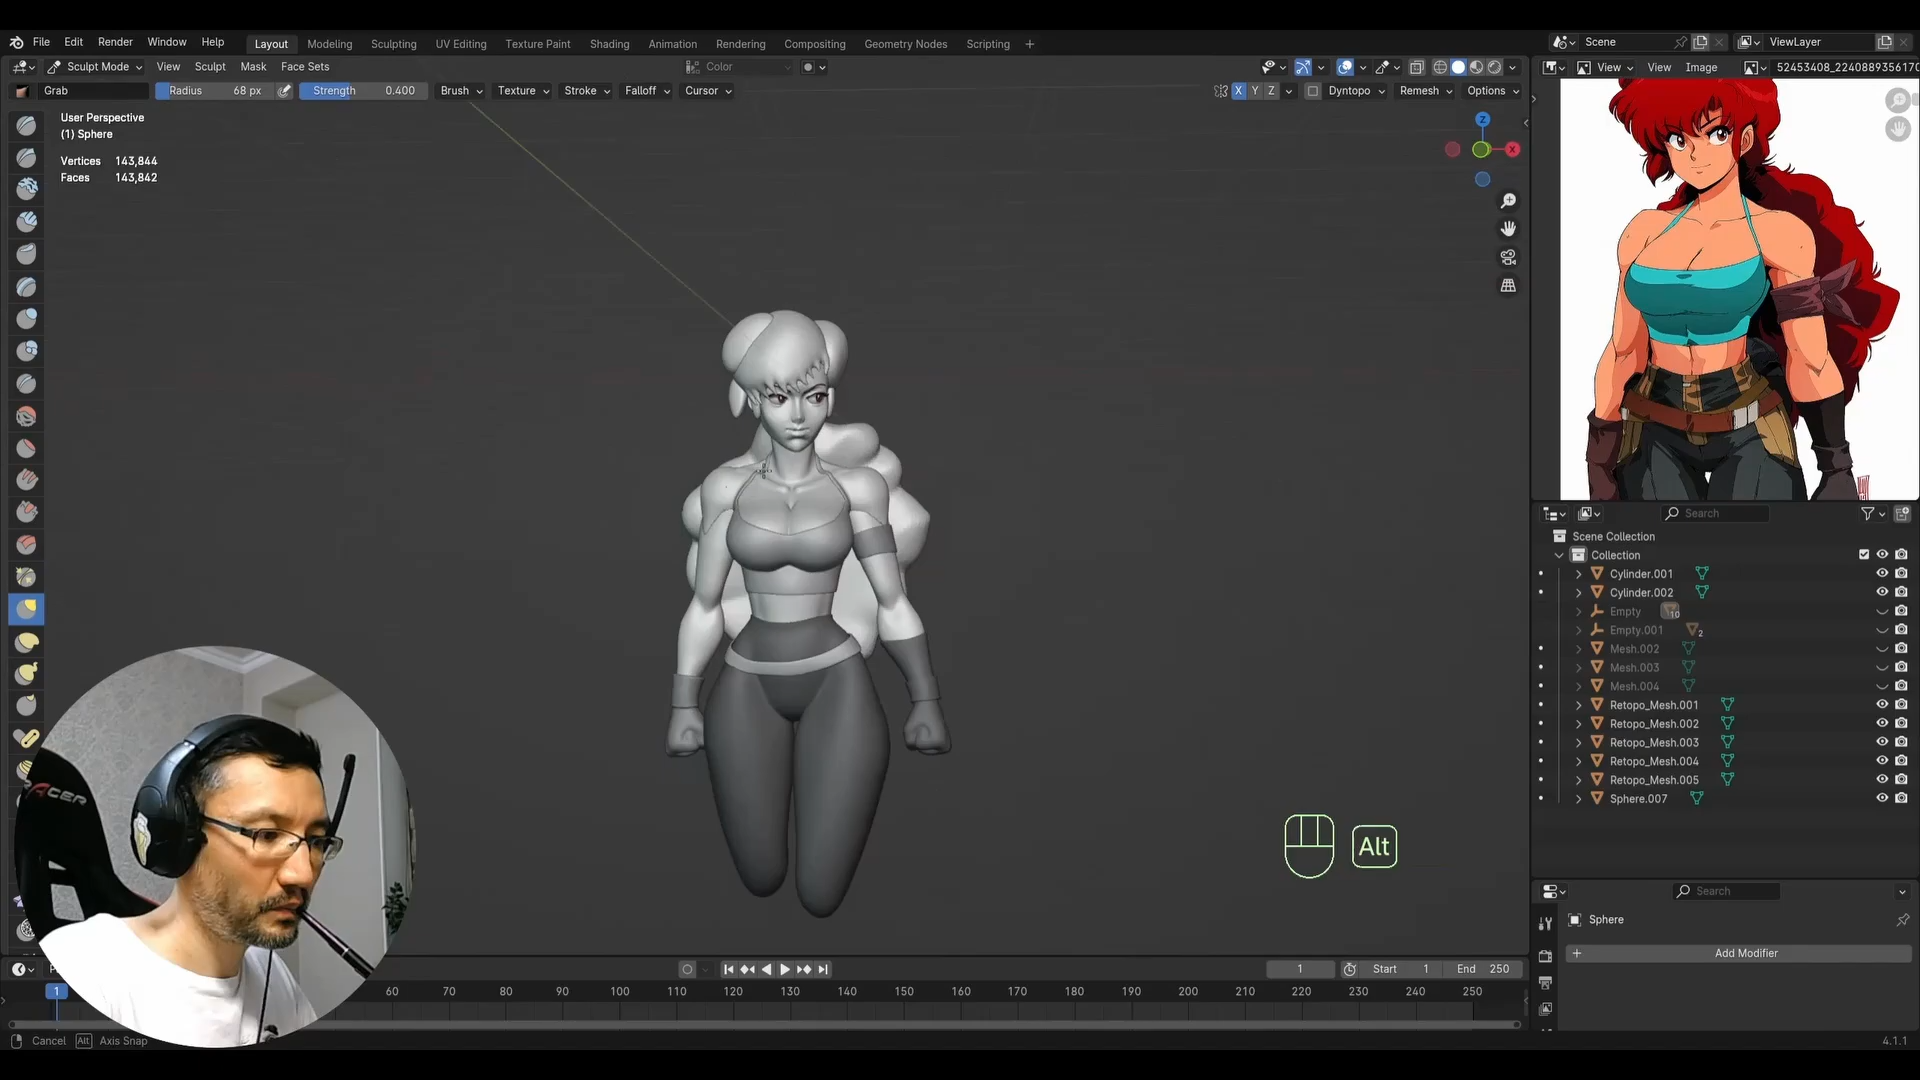 File Edit Render Window Help Layout Modeling Sculpting UV Editing Texture Paint Shading Animation Rendering Compositing Geometry Nodes Scripting + Scene ViewLayer
Sculpt Mode View Sculpt Mask Face Sets Color View View Image 52453408_22408893561
Grab Radius 68 px Strength 0.400 Brush Texture Stroke Falloff Cursor X Y Z Dyntopo Remesh Options
User Perspective
(1) Sphere
Vertices 143,844
Faces 143,842
Z
X
Search
Scene Collection
Collection
Cylinder.001
Cylinder.002
Empty 10
Empty.001 2
Mesh.002
Mesh.003
Mesh.004
Retopo_Mesh.001
Retopo_Mesh.002
Retopo_Mesh.003
Retopo_Mesh.004
Retopo_Mesh.005
Sphere.007
Alt
ACER
Search
Sphere
+ Add Modifier
1 Start 1 End 250
1 60 70 80 90 100 110 120 130 140 150 160 170 180 190 200 210 220 230 240 250
Cancel Alt Axis Snap 4.1.1